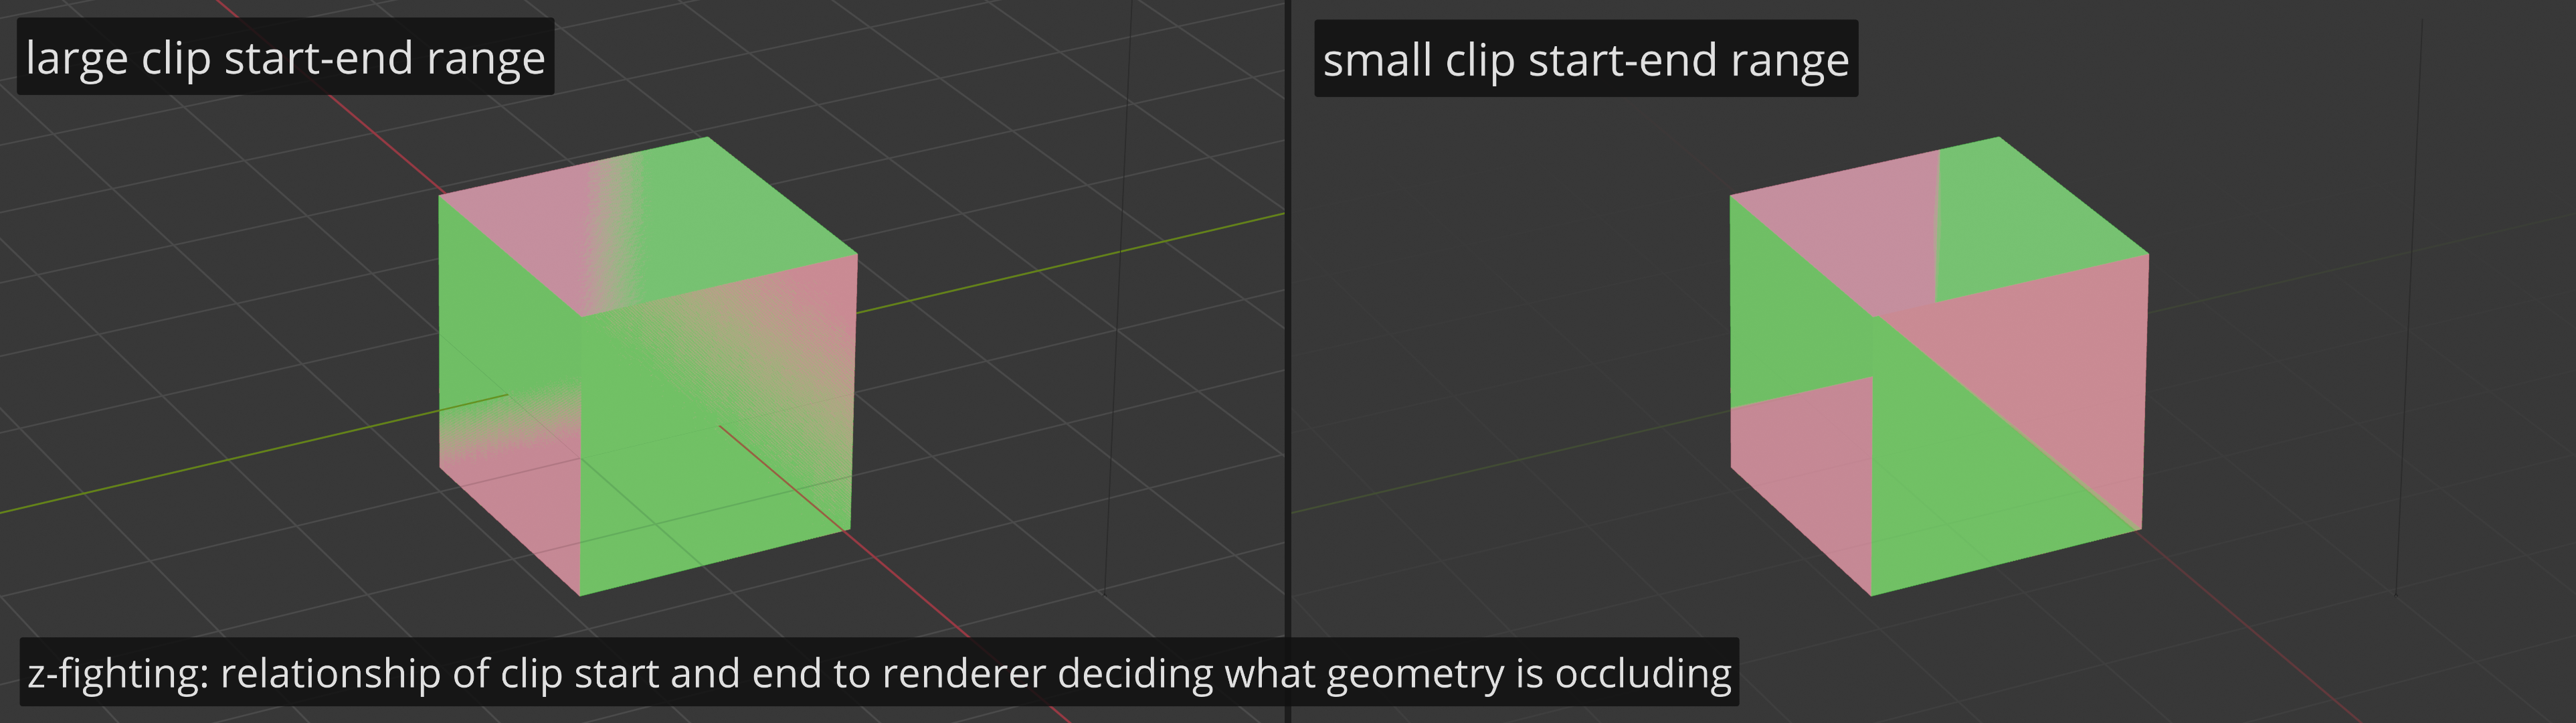 large clip start-end range
small clip start-end range
z-fighting: relationship of clip start and end to renderer deciding what geometry is occluding